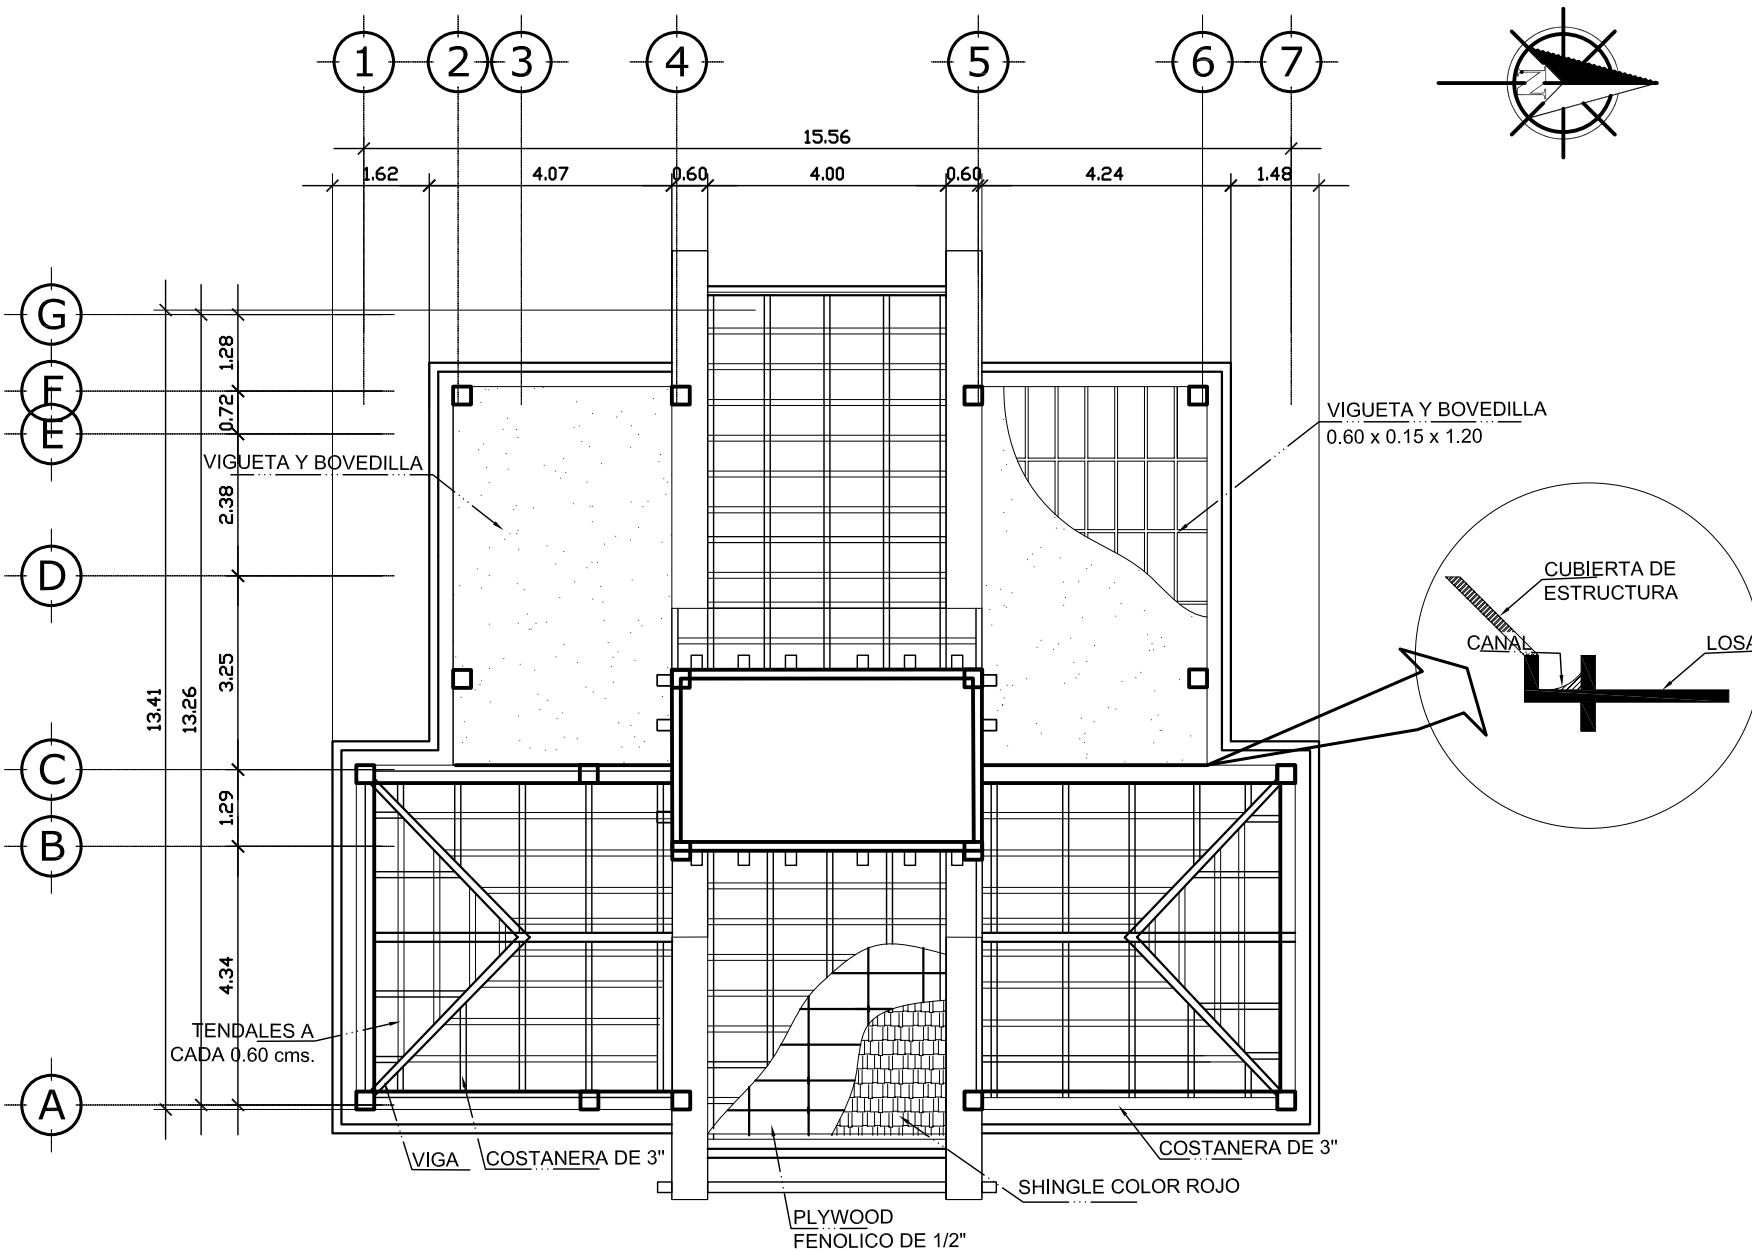 1 2 3 4 5 6 7
N
15.56
1.62 4.07 0.60 4.00 0.60 4.24 1.48
G
F
E
D
C
B
A
1.28
0.72
2.38
3.25
1.29
4.34
13.41
13.26
VIGUETA Y BOVEDILLA
VIGUETA Y BOVEDILLA
0.60 x 0.15 x 1.20
CUBIERTA DE
ESTRUCTURA
CANAL
LOSA
TENDALES A
CADA 0.60 cms.
VIGA
COSTANERA DE 3"
COSTANERA DE 3"
SHINGLE COLOR ROJO
PLYWOOD
FENOLICO DE 1/2"